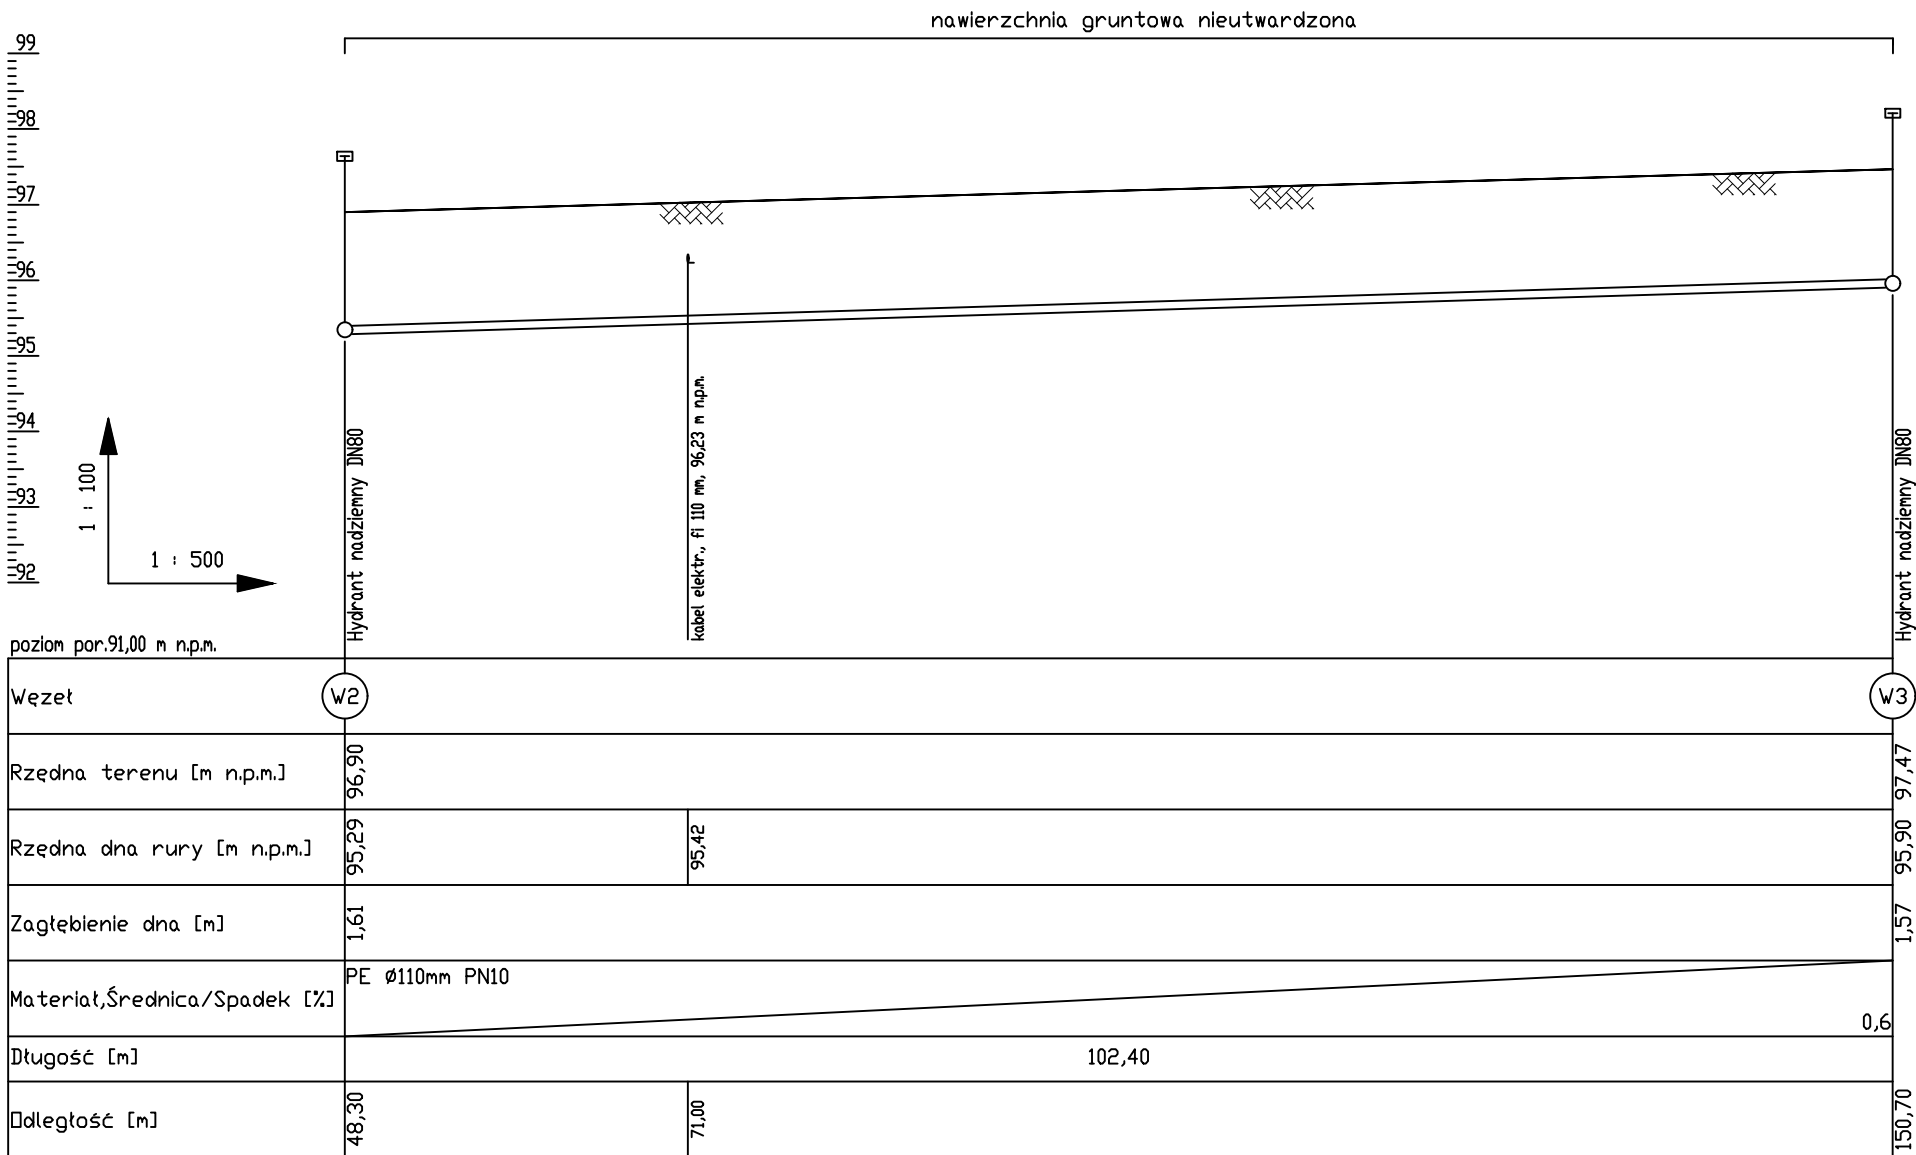 nawierzchnia gruntowa nieutwardzona
99
98
97
96
95
94
93
92
1 : 100
1 : 500
Hydrant nadziemny DN80
kabel elektr., fi 110 mm, 96,23 m n.p.m.
Hydrant nadziemny DN80
poziom por.91,00 m n.p.m.
Węzeł W2 W3
Rzędna terenu [m n.p.m.] 96,90 97,47
Rzędna dna rury [m n.p.m.] 95,29 95,42 95,90
Zagłębienie dna [m] 1,61 1,57
PE Ø110mm PN10
Materiał,Średnica/Spadek [%]
0,6
Długość [m] 102,40
Odległość [m] 48,30 71,00 150,70